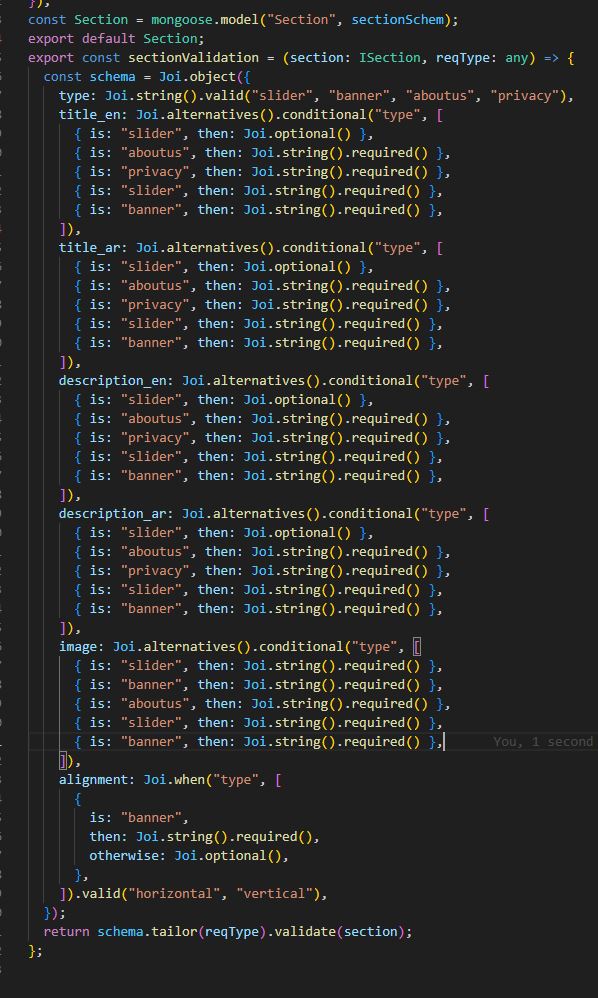 });
const Section = mongoose.model("Section", sectionSchem);
export default Section;
export const sectionValidation = (section: ISection, reqType: any) => {
  const schema = Joi.object({
    type: Joi.string().valid("slider", "banner", "aboutus", "privacy"),
    title_en: Joi.alternatives().conditional("type", [
      { is: "slider", then: Joi.optional() },
      { is: "aboutus", then: Joi.string().required() },
      { is: "privacy", then: Joi.string().required() },
      { is: "slider", then: Joi.string().required() },
      { is: "banner", then: Joi.string().required() },
    ]),
    title_ar: Joi.alternatives().conditional("type", [
      { is: "slider", then: Joi.optional() },
      { is: "aboutus", then: Joi.string().required() },
      { is: "privacy", then: Joi.string().required() },
      { is: "slider", then: Joi.string().required() },
      { is: "banner", then: Joi.string().required() },
    ]),
    description_en: Joi.alternatives().conditional("type", [
      { is: "slider", then: Joi.optional() },
      { is: "aboutus", then: Joi.string().required() },
      { is: "privacy", then: Joi.string().required() },
      { is: "slider", then: Joi.string().required() },
      { is: "banner", then: Joi.string().required() },
    ]),
    description_ar: Joi.alternatives().conditional("type", [
      { is: "slider", then: Joi.optional() },
      { is: "aboutus", then: Joi.string().required() },
      { is: "privacy", then: Joi.string().required() },
      { is: "slider", then: Joi.string().required() },
      { is: "banner", then: Joi.string().required() },
    ]),
    image: Joi.alternatives().conditional("type", [
      { is: "slider", then: Joi.string().required() },
      { is: "banner", then: Joi.string().required() },
      { is: "aboutus", then: Joi.string().required() },
      { is: "slider", then: Joi.string().required() },
      { is: "banner", then: Joi.string().required() }, You, 1 second
    ]),
    alignment: Joi.when("type", [
      {
        is: "banner",
        then: Joi.string().required(),
        otherwise: Joi.optional(),
      },
    ]).valid("horizontal", "vertical"),
  });
  return schema.tailor(reqType).validate(section);
};